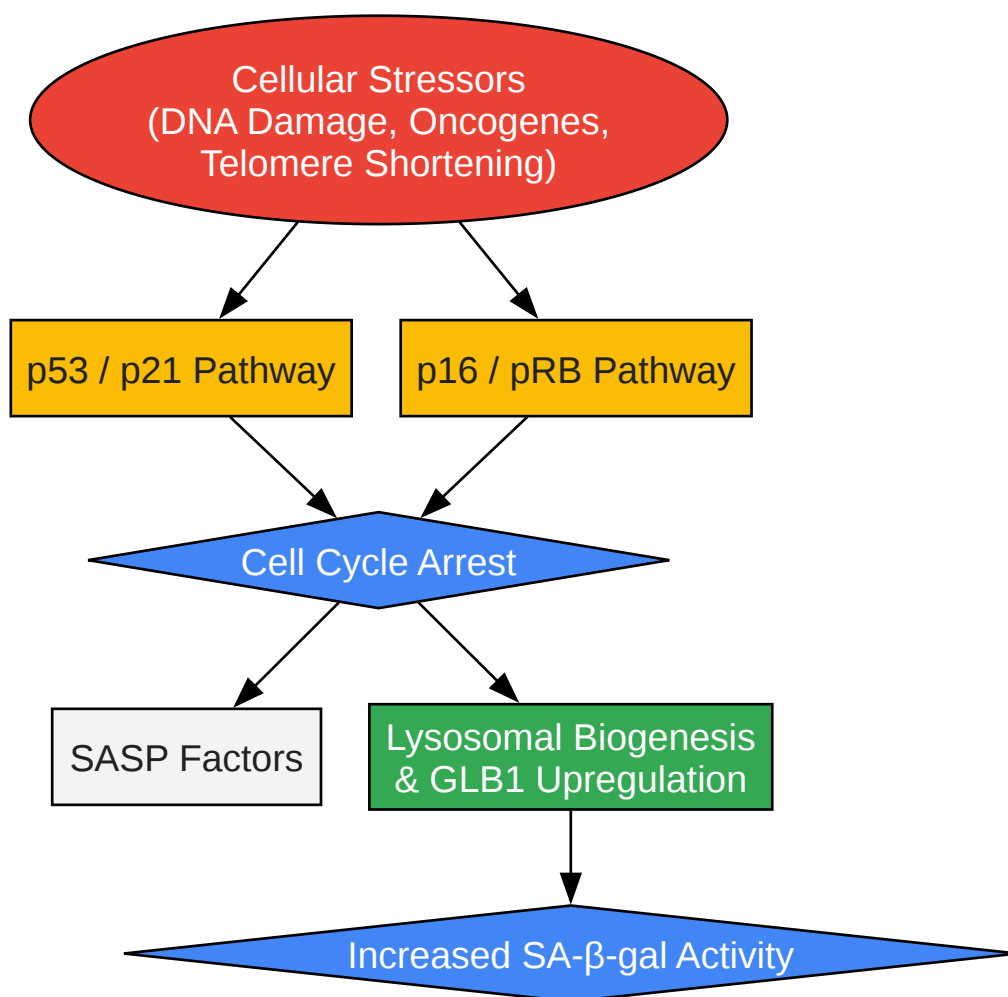 Cellular Stressors
(DNA Damage, Oncogenes,
Telomere Shortening)
p53 / p21 Pathway
p16 / pRB Pathway
Cell Cycle Arrest
SASP Factors
Lysosomal Biogenesis
& GLB1 Upregulation
Increased SA-β-gal Activity